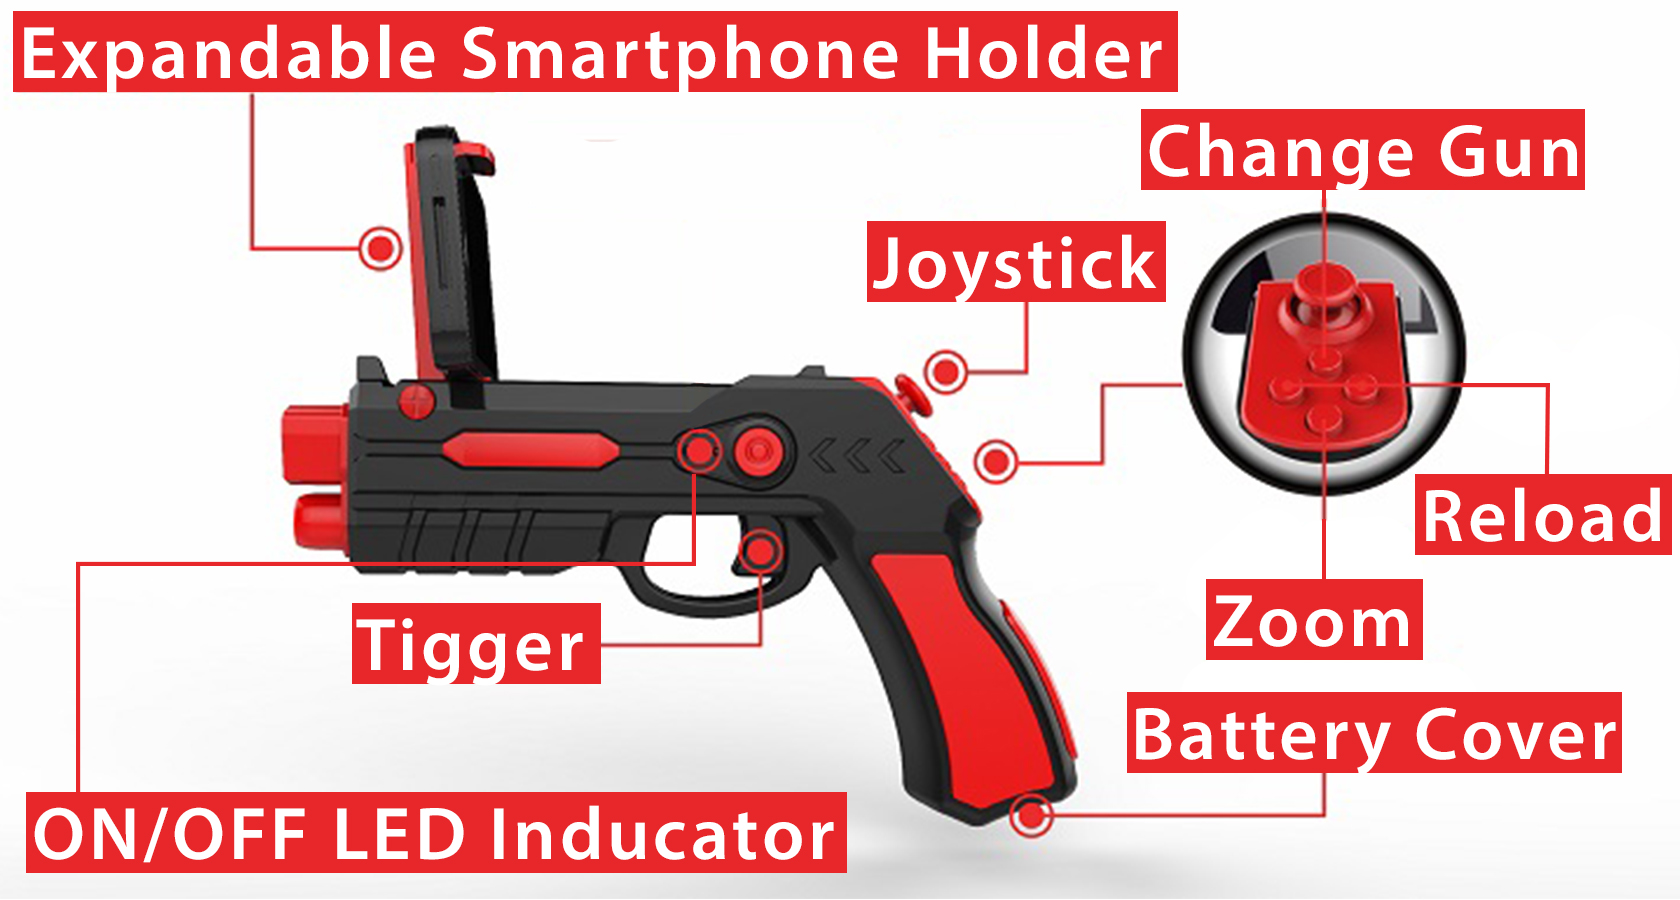 Expandable Smartphone Holder
Change Gun
Joystick
Reload
Zoom
Tigger
Battery Cover
ON/OFF LED Inducator